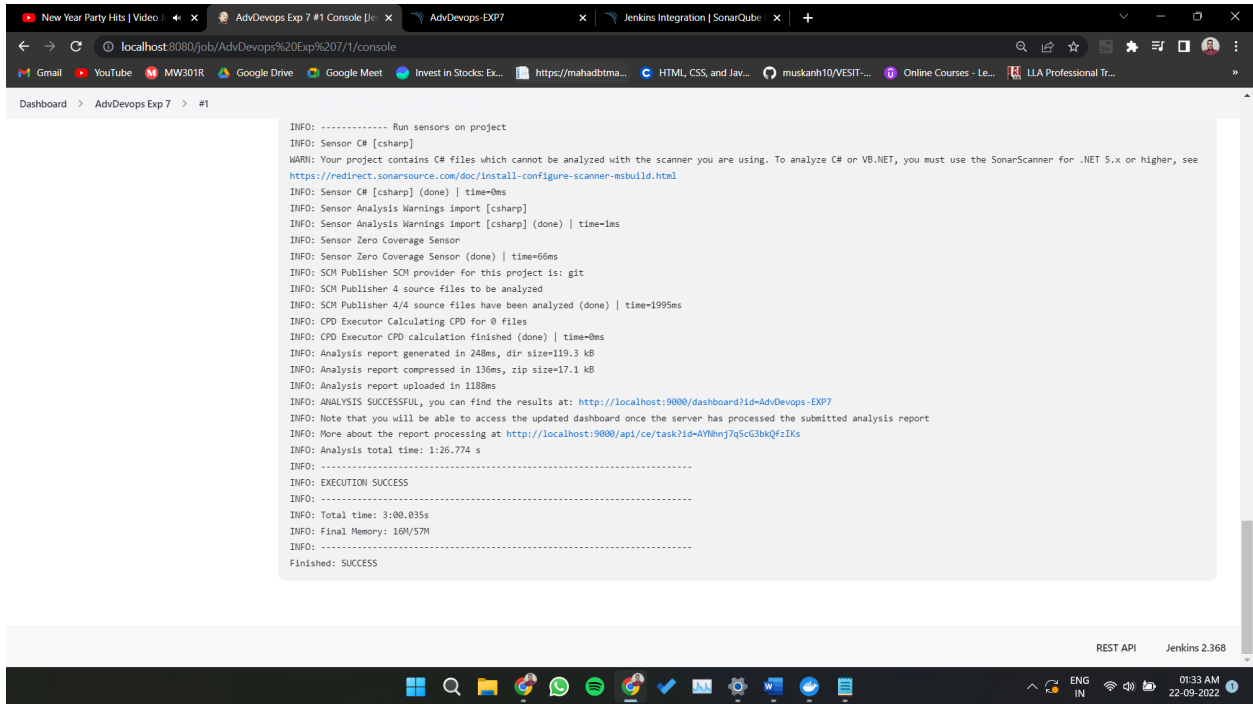 New Year Party Hits | Video J
AdvDevops Exp 7 #1 Console [Je
AdvDevops-EXP7
Jenkins Integration | SonarQube
localhost:8080/job/AdvDevops%20Exp%207/1/console
Gmail
YouTube
MW301R
Google Drive
Google Meet
Invest in Stocks: Ex...
https://mahadbtma...
HTML, CSS, and Jav...
muskanh10/VESIT-...
Online Courses - Le...
LLA Professional Tr...
»
Dashboard > AdvDevops Exp 7 > #1
INFO: ------------- Run sensors on project
INFO: Sensor C# [csharp]
WARN: Your project contains C# files which cannot be analyzed with the scanner you are using. To analyze C# or VB.NET, you must use the SonarScanner for .NET 5.x or higher, see
https://redirect.sonarsource.com/doc/install-configure-scanner-msbuild.html
INFO: Sensor C# [csharp] (done) | time=0ms
INFO: Sensor Analysis Warnings import [csharp]
INFO: Sensor Analysis Warnings import [csharp] (done) | time=1ms
INFO: Sensor Zero Coverage Sensor
INFO: Sensor Zero Coverage Sensor (done) | time=66ms
INFO: SCM Publisher SCM provider for this project is: git
INFO: SCM Publisher 4 source files to be analyzed
INFO: SCM Publisher 4/4 source files have been analyzed (done) | time=1995ms
INFO: CPD Executor Calculating CPD for 0 files
INFO: CPD Executor CPD calculation finished (done) | time=0ms
INFO: Analysis report generated in 248ms, dir size=119.3 kB
INFO: Analysis report compressed in 136ms, zip size=17.1 kB
INFO: Analysis report uploaded in 1188ms
INFO: ANALYSIS SUCCESSFUL, you can find the results at: http://localhost:9000/dashboard?id=AdvDevops-EXP7
INFO: Note that you will be able to access the updated dashboard once the server has processed the submitted analysis report
INFO: More about the report processing at http://localhost:9000/api/ce/task?id=AYNhnj7q5cG3bkQfzIKs
INFO: Analysis total time: 1:26.774 s
INFO: ------------------------------------------------------------------------
INFO: EXECUTION SUCCESS
INFO: ------------------------------------------------------------------------
INFO: Total time: 3:00.035s
INFO: Final Memory: 16M/57M
INFO: ------------------------------------------------------------------------
Finished: SUCCESS
REST API
Jenkins 2.368
ENG
IN
01:33 AM
22-09-2022
1